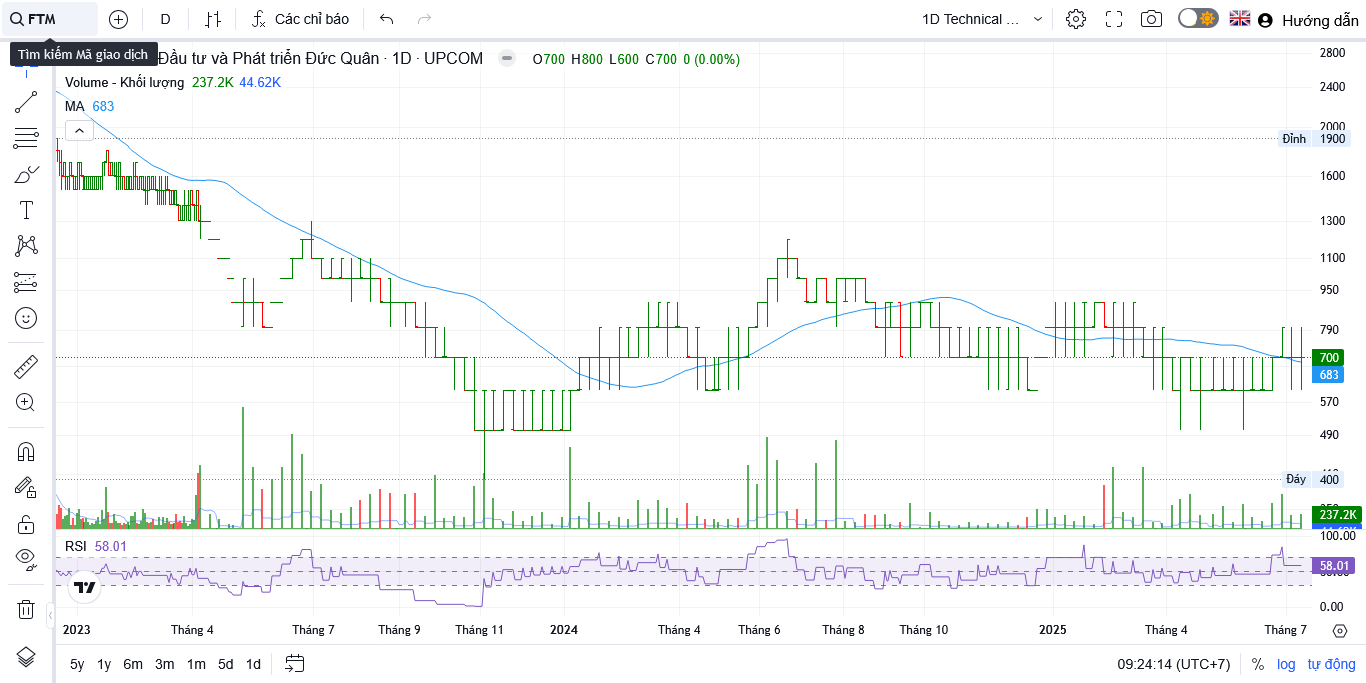 FTM D Các chỉ báo 1D Technical ... Hướng dẫn
Tìm kiếm Mã giao dịch
Đầu tư và Phát triển Đức Quân · 1D · UPCOM O700 H800 L600 C700 0 (0.00%)
Volume - Khối lượng 237.2K 44.62K
MA 683
2800
2400
2000
Đỉnh 1900
1600
1300
1100
950
790
700
683
570
490
Đáy 400
237.2K
RSI 58.01
100.00
58.01
0.00
2023 Tháng 4 Tháng 7 Tháng 9 Tháng 11 2024 Tháng 4 Tháng 6 Tháng 8 Tháng 10 2025 Tháng 4 Tháng 7
5y 1y 6m 3m 1m 5d 1d 09:24:14 (UTC+7) % log tự động